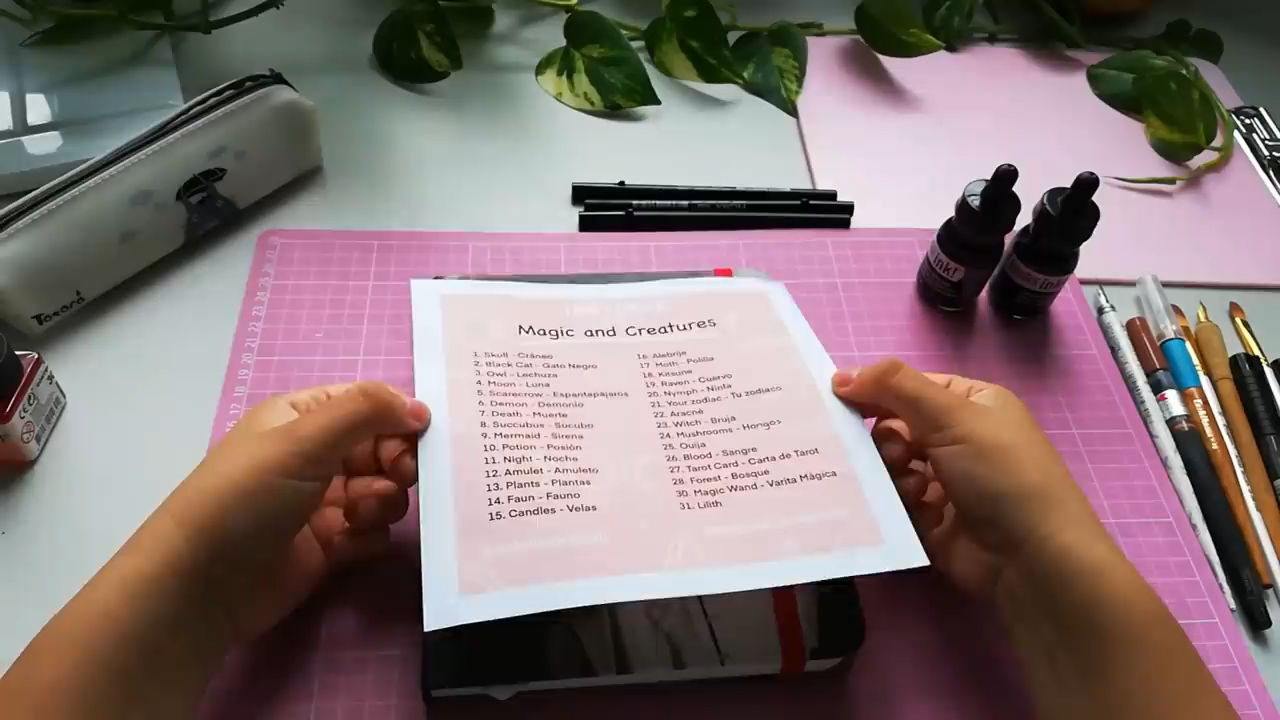 Magic and Creatures
1. Skull - Cráneo
2. Black Cat - Gato Negro
3. Owl - Lechuza
4. Moon - Luna
5. Scarecrow - Espantapajaros
6. Demon - Demonio
7. Death - Muerte
8. Succubus - Sucubo
9. Mermaid - Sirena
10. Potion - Posión
11. Night - Noche
12. Amulet - Amuleto
13. Plants - Plantas
14. Faun - Fauno
15. Candles - Velas
16. Alebrije
17. Moth - Polilla
18. Kitsune
19. Raven - Cuervo
20. Nymph - Ninfa
21. Your zodiac - Tu zodiaco
22. Aracné
23. Witch - Bruja
24. Mushrooms - Hongos
25. Ouija
26. Blood - Sangre
27. Tarot Card - Carta de Tarot
28. Forest - Bosque
30. Magic Wand - Varita Mágica
31. Lilith
Totoro
ink!
ink!